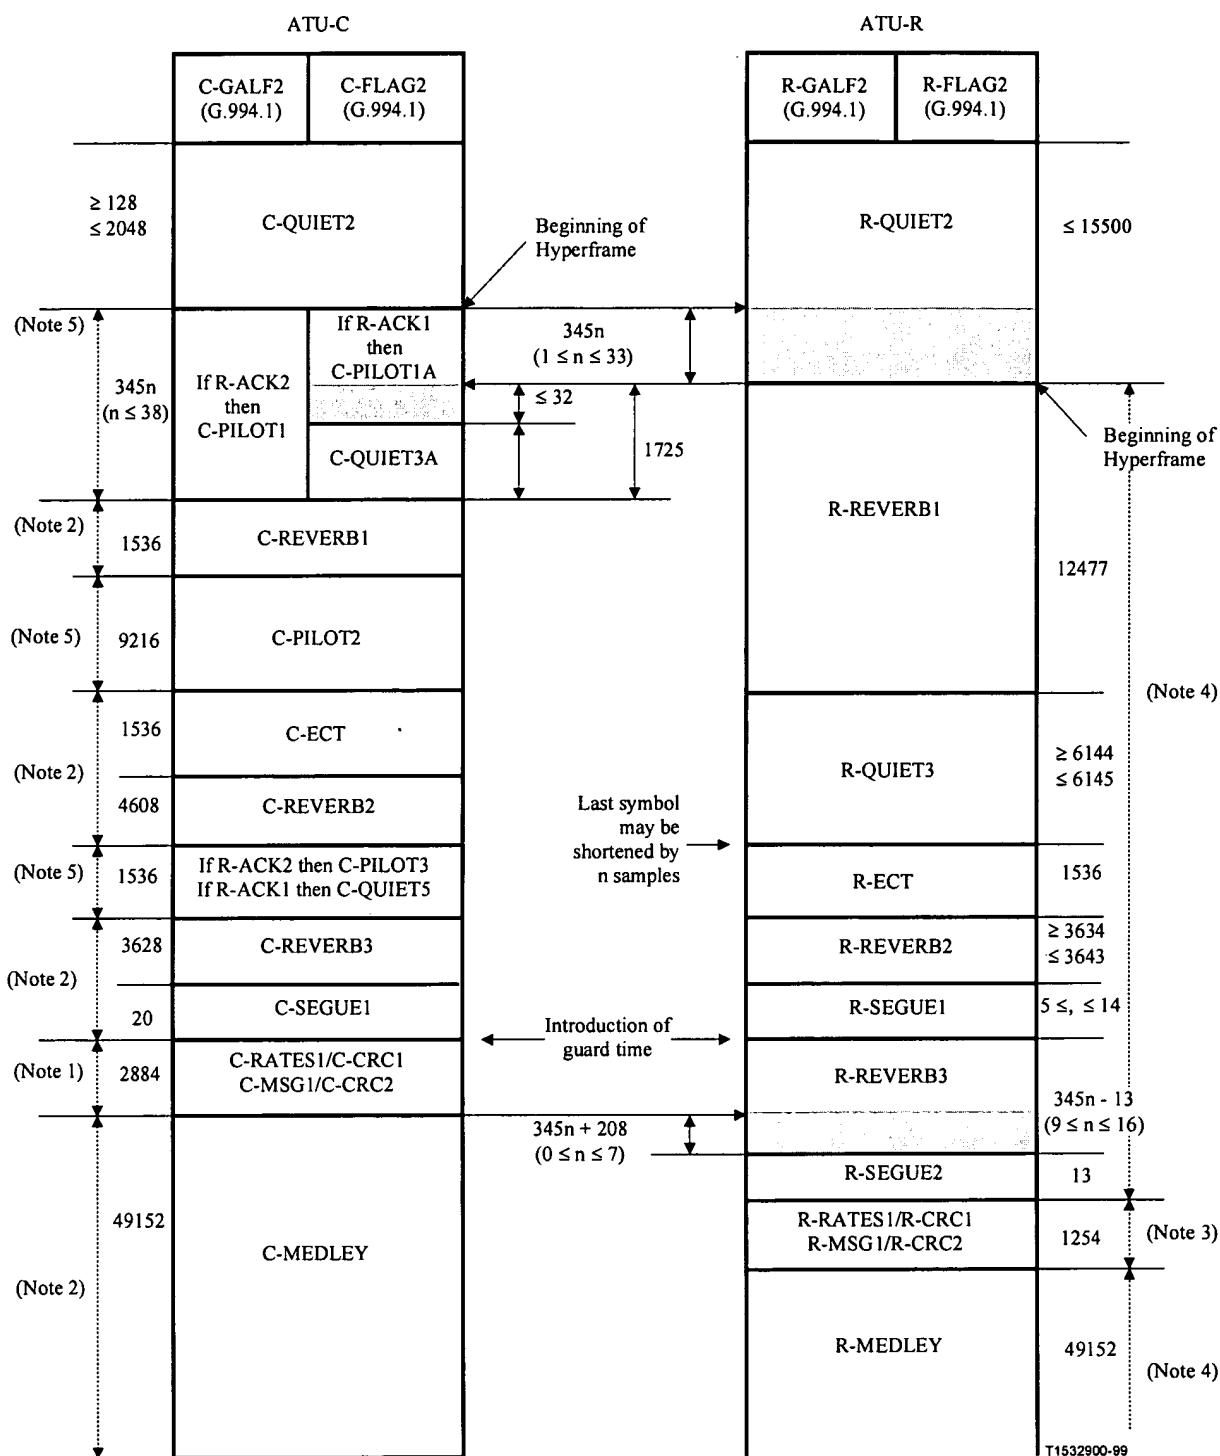 ATU-C
ATU-R
C-GALF2
(G.994.1)
C-FLAG2
(G.994.1)
R-GALF2
(G.994.1)
R-FLAG2
(G.994.1)
≥ 128
≤ 2048
C-QUIET2
Beginning of
Hyperframe
R-QUIET2
≤ 15500
(Note 5)
345n
(n ≤ 38)
If R-ACK2
then
C-PILOT1
If R-ACK1
then
C-PILOT1A
345n
(1 ≤ n ≤ 33)
≤ 32
C-QUIET3A
1725
Beginning of
Hyperframe
R-REVERB1
12477
(Note 2)
1536
C-REVERB1
(Note 5)
9216
C-PILOT2
(Note 4)
1536
C-ECT
(Note 2)
4608
C-REVERB2
R-QUIET3
≥ 6144
≤ 6145
Last symbol
may be
shortened by
n samples
(Note 5)
1536
If R-ACK2 then C-PILOT3
If R-ACK1 then C-QUIET5
R-ECT
1536
3628
C-REVERB3
R-REVERB2
≥ 3634
≤ 3643
(Note 2)
20
C-SEGUE1
R-SEGUE1
5 ≤, ≤ 14
Introduction of
guard time
(Note 1)
2884
C-RATES1/C-CRC1
C-MSG1/C-CRC2
R-REVERB3
345n - 13
(9 ≤ n ≤ 16)
345n + 208
(0 ≤ n ≤ 7)
R-SEGUE2
13
49152
C-MEDLEY
(Note 2)
R-RATES1/R-CRC1
R-MSG1/R-CRC2
1254
(Note 3)
R-MEDLEY
49152
(Note 4)
T1532900-99